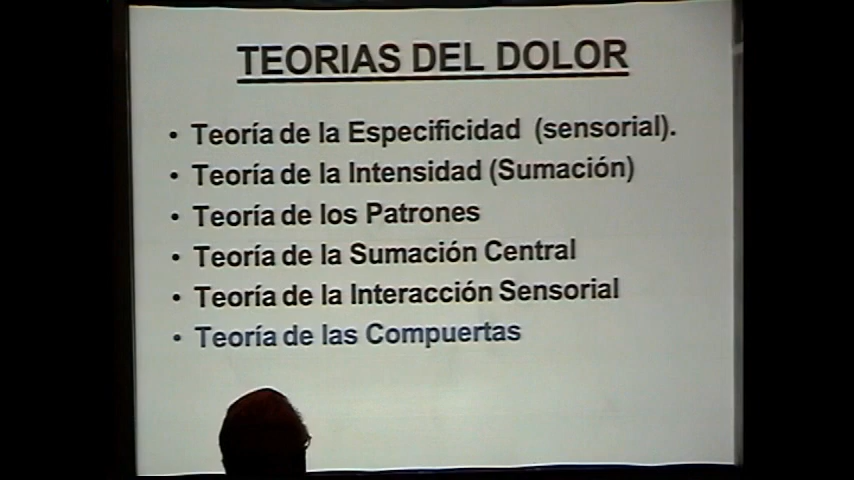 TEORIAS DEL DOLOR
• Teoría de la Especificidad (sensorial).
• Teoría de la Intensidad (Sumación)
• Teoría de los Patrones
• Teoría de la Sumación Central
• Teoría de la Interacción Sensorial
• Teoría de las Compuertas